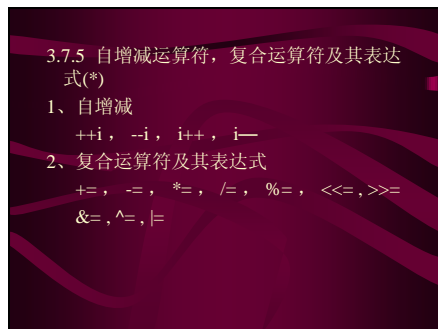 3.7.5 自增减运算符，复合运算符及其表达
式(*)
1、自增减
++i ， --i ， i++ ， i—
2、复合运算符及其表达式
+= ， -= ， *= ， /= ， %= ， <<= , >>=
&= , ^= , |=